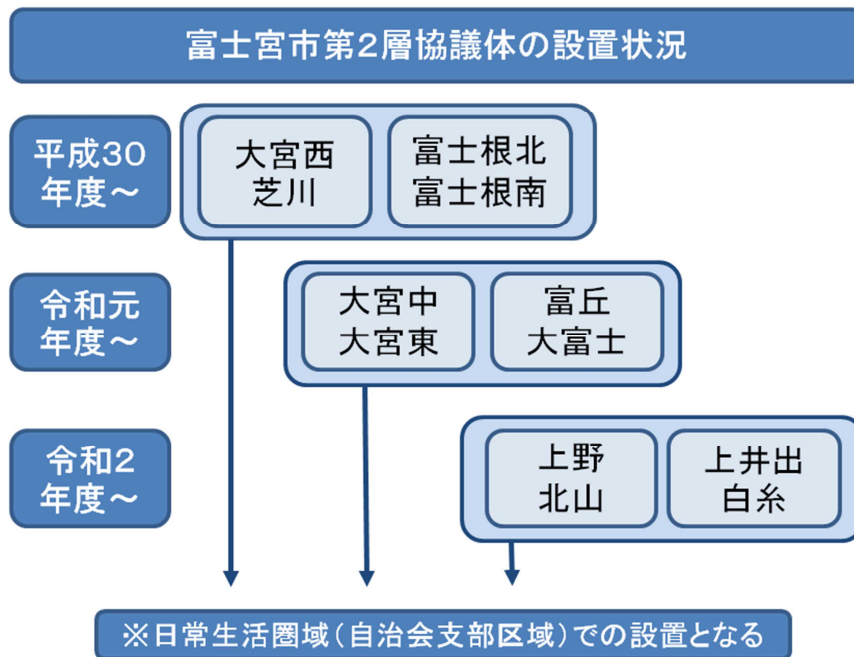 富士宮市第２層協議体の設置状況
平成３０
年度～
大宮西
芝川
富士根北
富士根南
令和元
年度～
大宮中
大宮東
富丘
大富士
令和２
年度～
上野
北山
上井出
白糸
※日常生活圏域（自治会支部区域）での設置となる